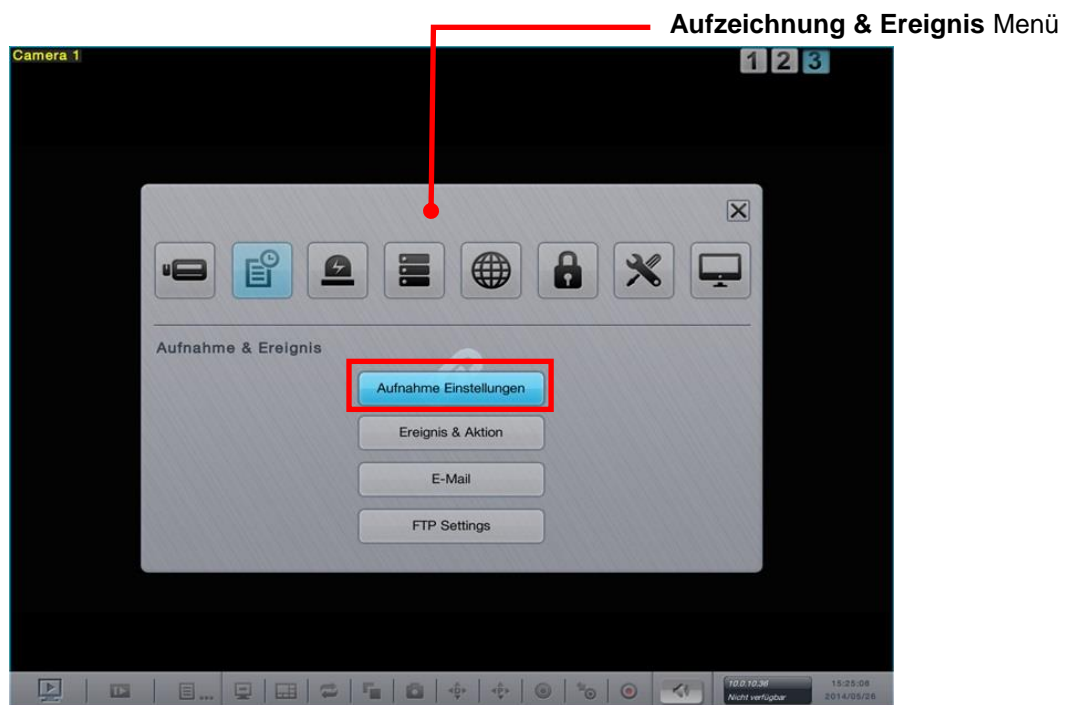 Aufzeichnung & Ereignis Menü
Camera 1
1 2 3
Aufnahme & Ereignis
Aufnahme Einstellungen
Ereignis & Aktion
E-Mail
FTP Settings
10.0.10.36
Nicht verfügbar
15:25:06
2014/05/26